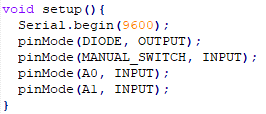 void setup(){
  Serial.begin(9600);
  pinMode(DIODE, OUTPUT);
  pinMode(MANUAL_SWITCH, INPUT);
  pinMode(A0, INPUT);
  pinMode(A1, INPUT);
}